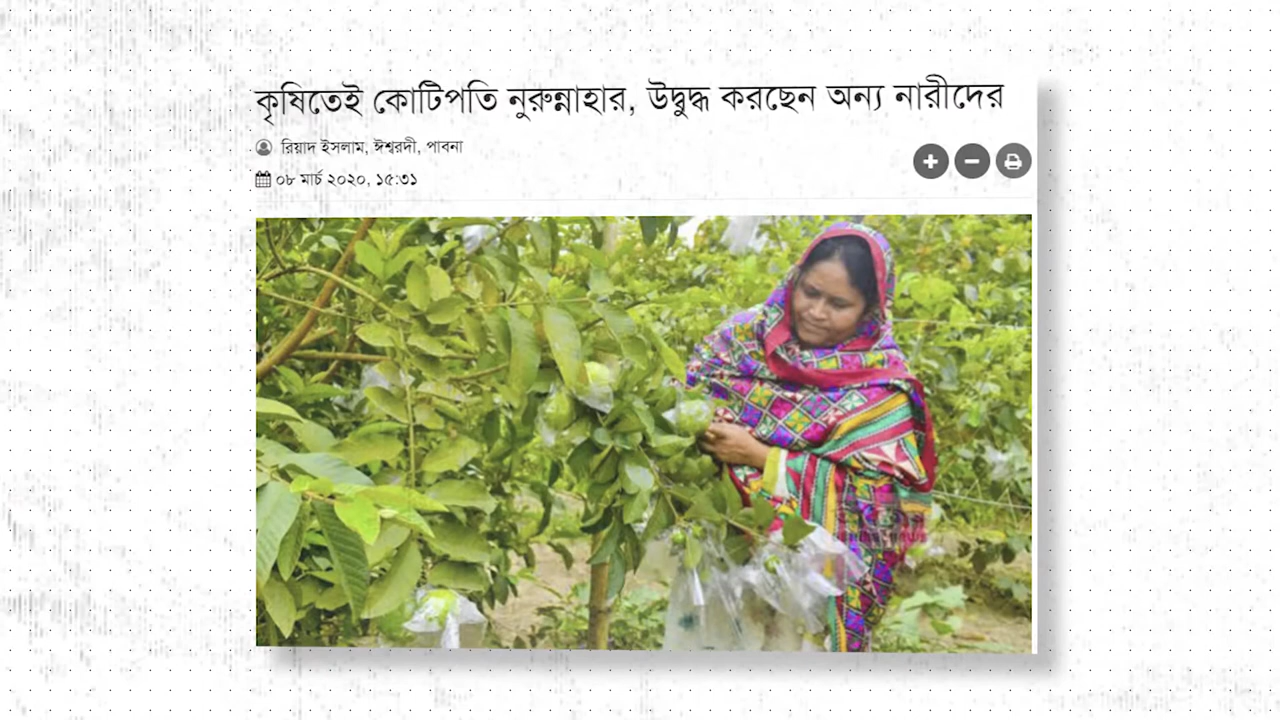 কৃষিতেই কোটিপতি নুরুন্নাহার, উদ্বুদ্ধ করছেন অন্য নারীদের
রিয়াদ ইসলাম, ঈশ্বরদী, পাবনা
০৮ মার্চ ২০২০, ১৫:৩১